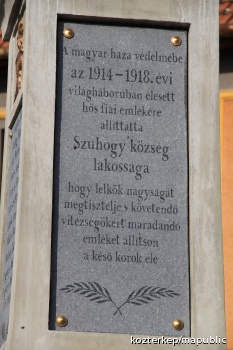 A magyar haza védelmébe
az 1914-1918. évi
világháborúban elesett
hős fiai emlékére
állíttatta
Szuhogy község
lakossága
hogy lelkök nagyságát
megtisztelje s követendő
vitézségökért maradandó
emléket állítson
a késő korok elé
kozterkep/mapublic